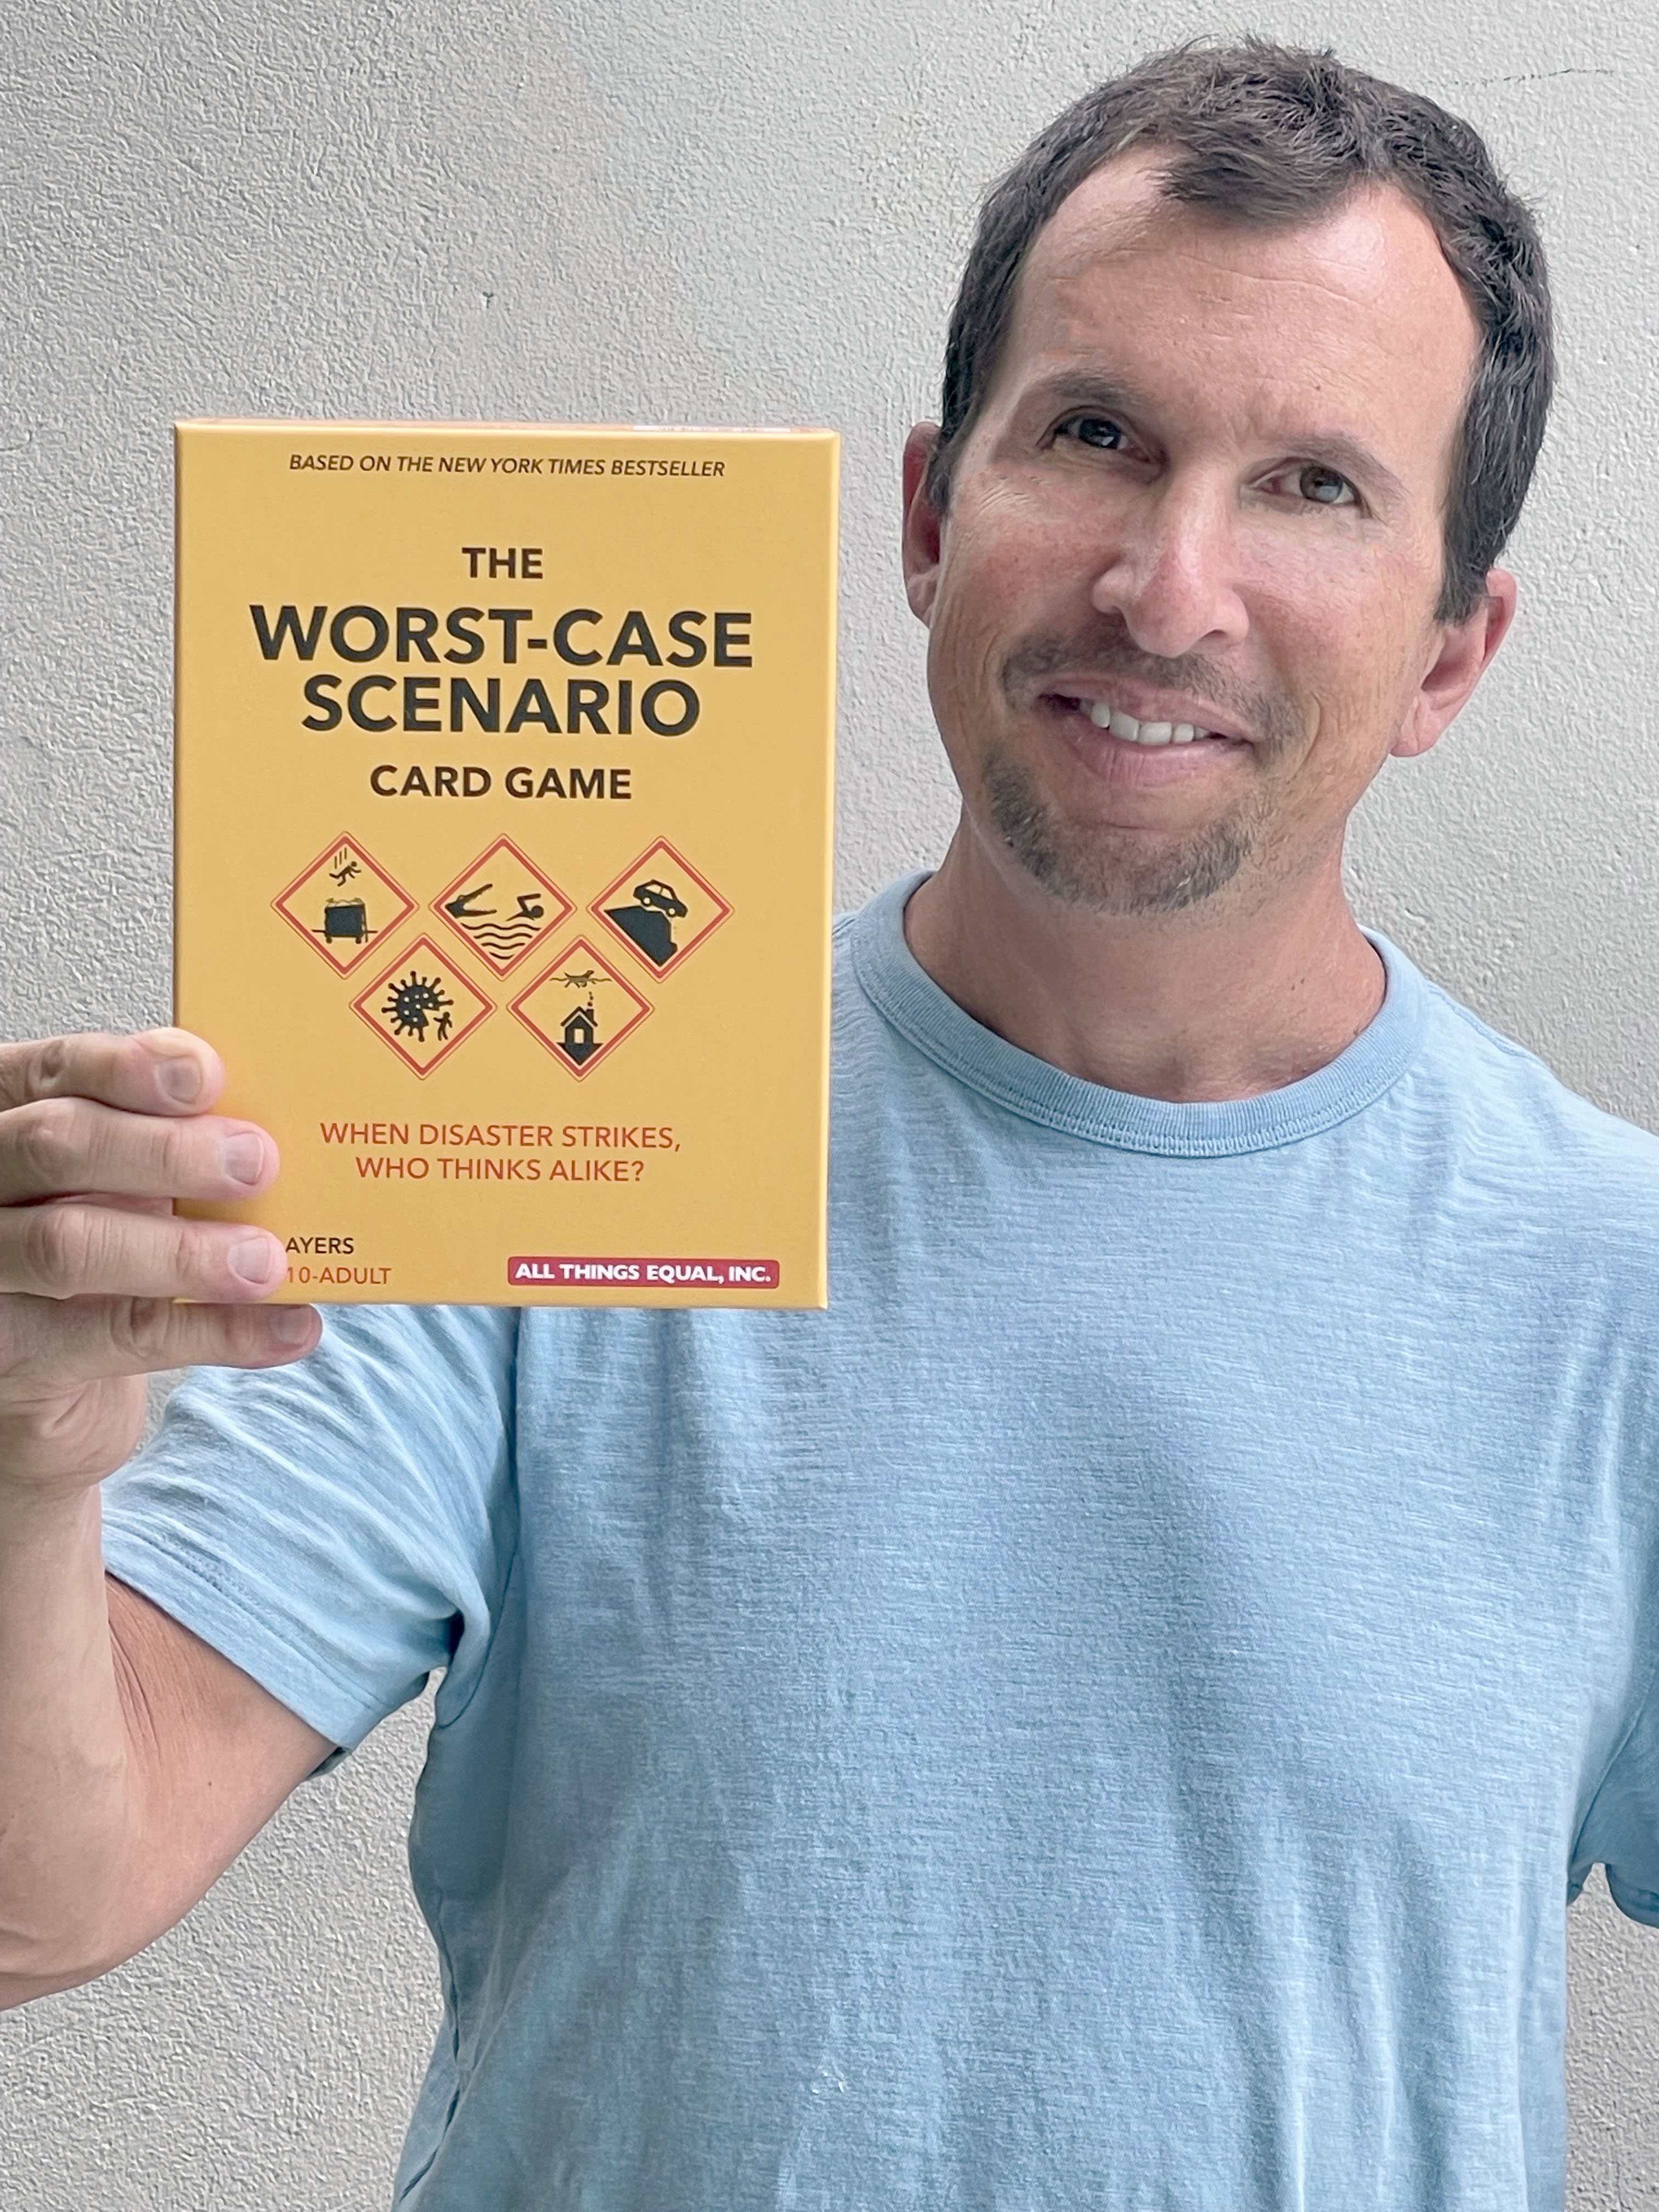 BASED ON THE NEW YORK TIMES BESTSELLER
THE
WORST-CASE
SCENARIO
CARD GAME
WHEN DISASTER STRIKES,
WHO THINKS ALIKE?
AYERS
10-ADULT
ALL THINGS EQUAL, INC.